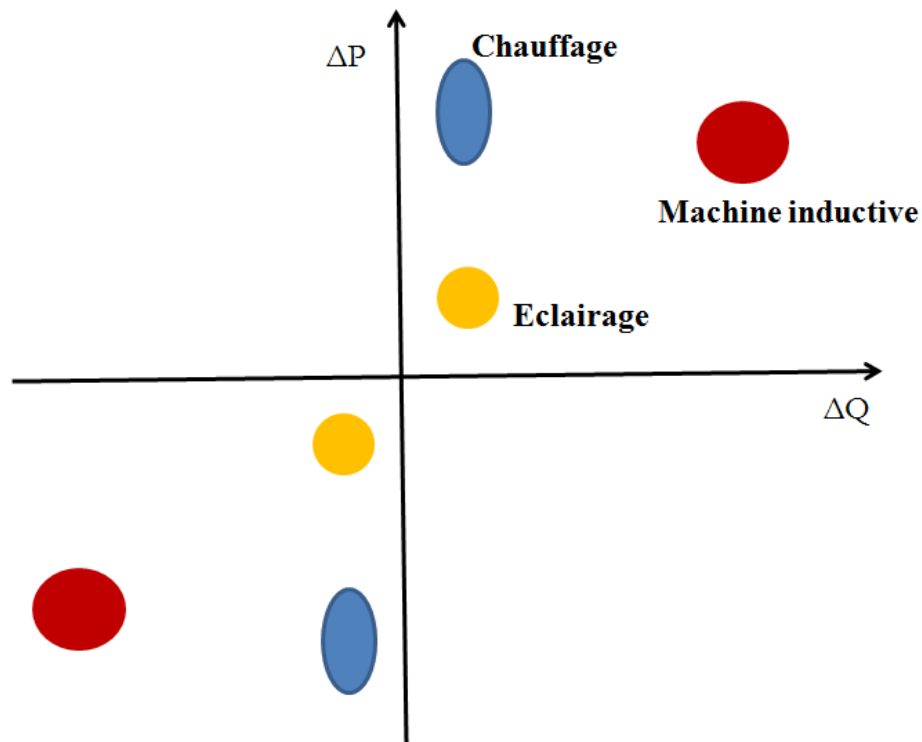 Chauffage
ΔP
Machine inductive
Eclairage
ΔQ